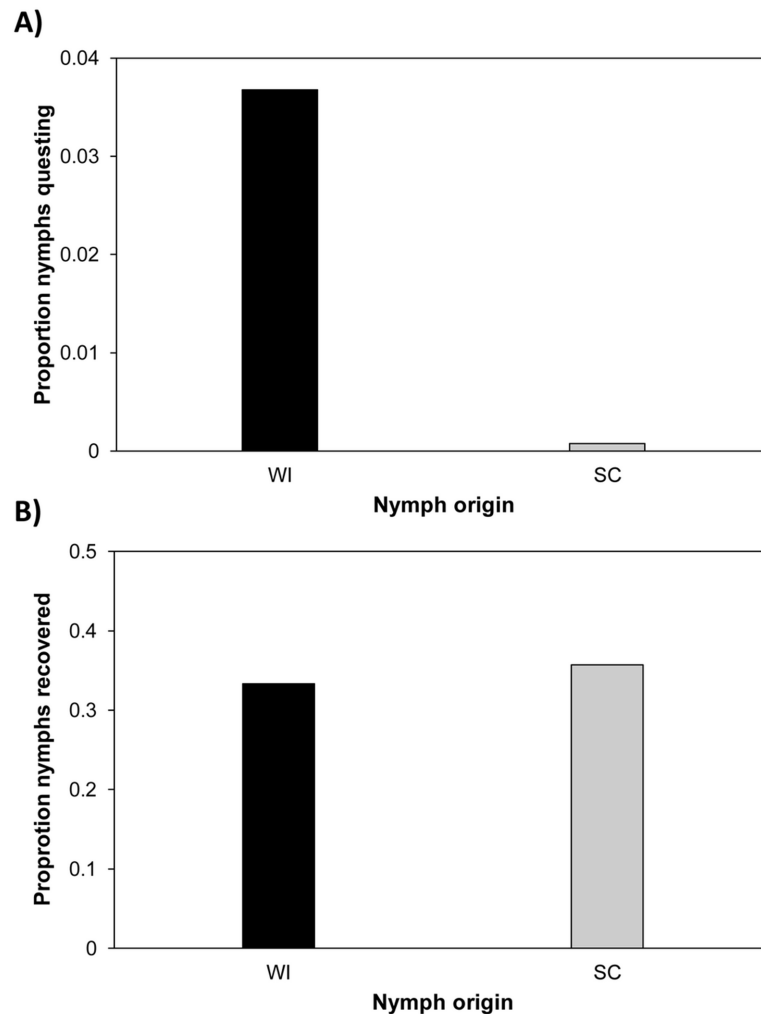 A)
Proportion nymphs questing
0.04
0.03
0.02
0.01
0
WI
SC
Nymph origin
B)
Proprotion nymphs recovered
0.5
0.4
0.3
0.2
0.1
0
WI
SC
Nymph origin